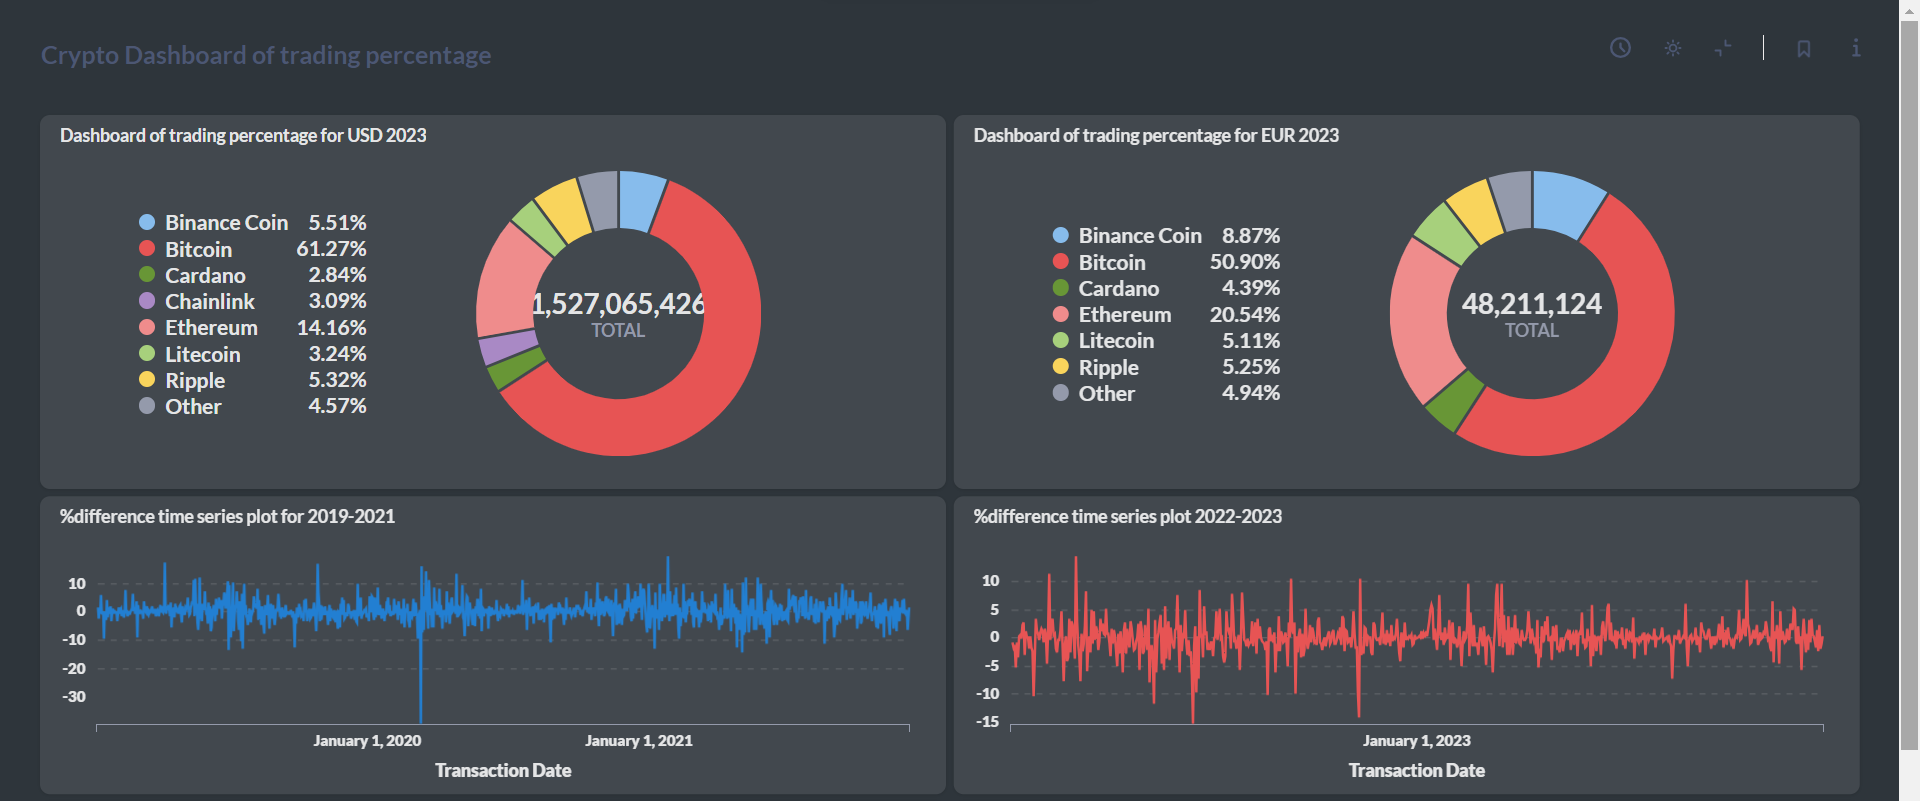 Crypto Dashboard of trading percentage
Dashboard of trading percentage for USD 2023
Binance Coin 5.51%
Bitcoin 61.27%
Cardano 2.84%
Chainlink 3.09%
Ethereum 14.16%
Litecoin 3.24%
Ripple 5.32%
Other 4.57%
1,527,065,426
TOTAL
Dashboard of trading percentage for EUR 2023
Binance Coin 8.87%
Bitcoin 50.90%
Cardano 4.39%
Ethereum 20.54%
Litecoin 5.11%
Ripple 5.25%
Other 4.94%
48,211,124
TOTAL
%difference time series plot for 2019-2021
10
0
-10
-20
-30
January 1, 2020 January 1, 2021
Transaction Date
%difference time series plot 2022-2023
10
5
0
-5
-10
-15
January 1, 2023
Transaction Date